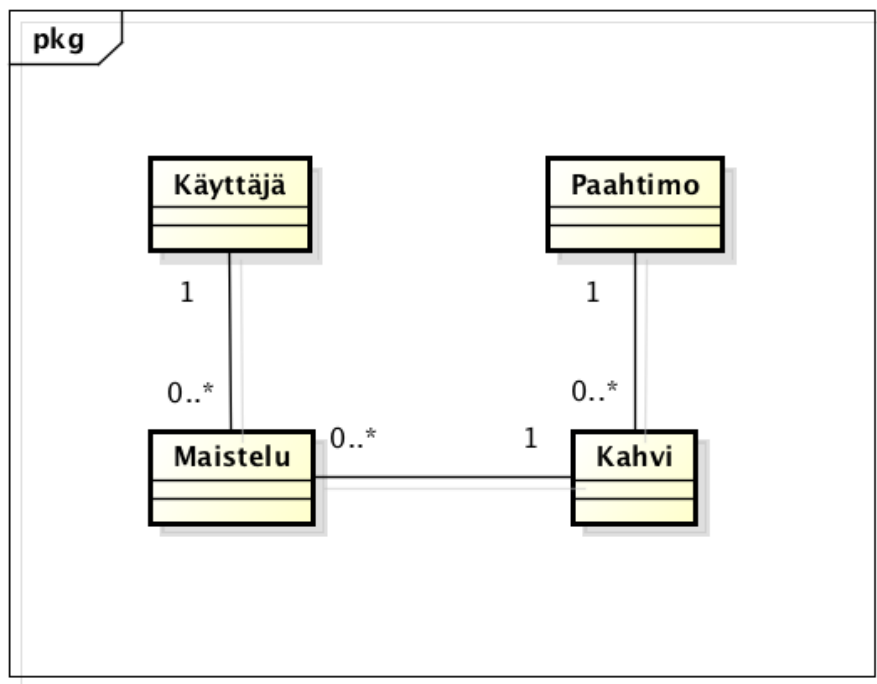 pkg
Käyttäjä
Paahtimo
1
1
0..*
0..*
0..*
1
Maistelu
Kahvi